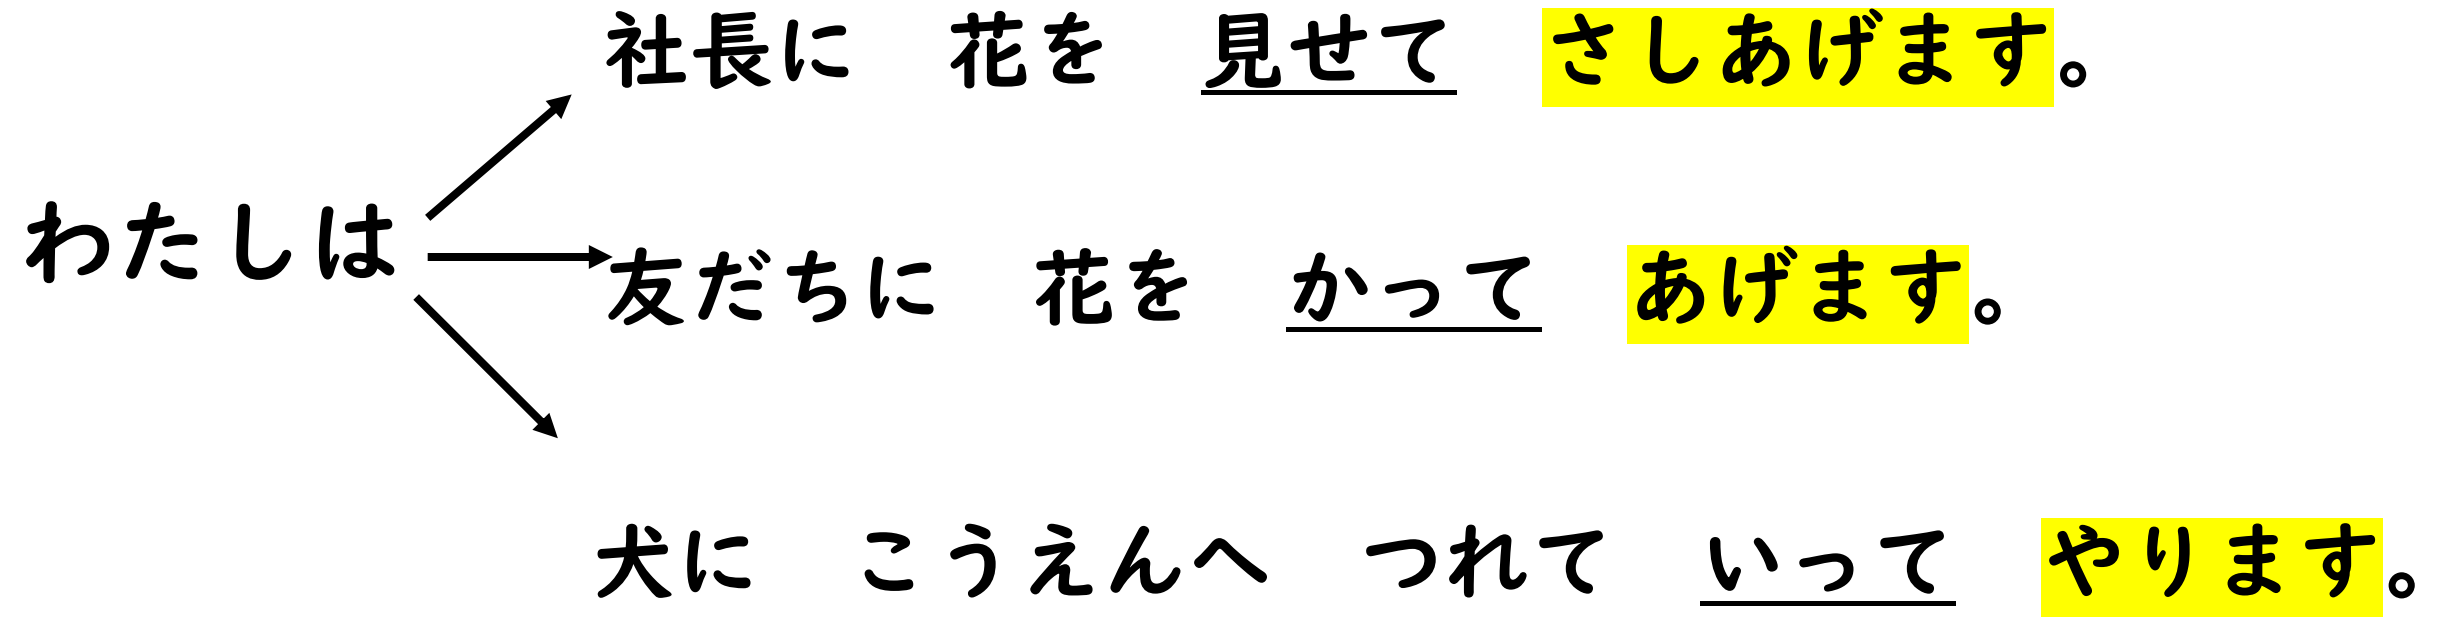 社長に　花を　見せて　さしあげます。
わたしは
友だちに　花を　かって　あげます。
犬に　こうえんへ　つれて　いって　やります。